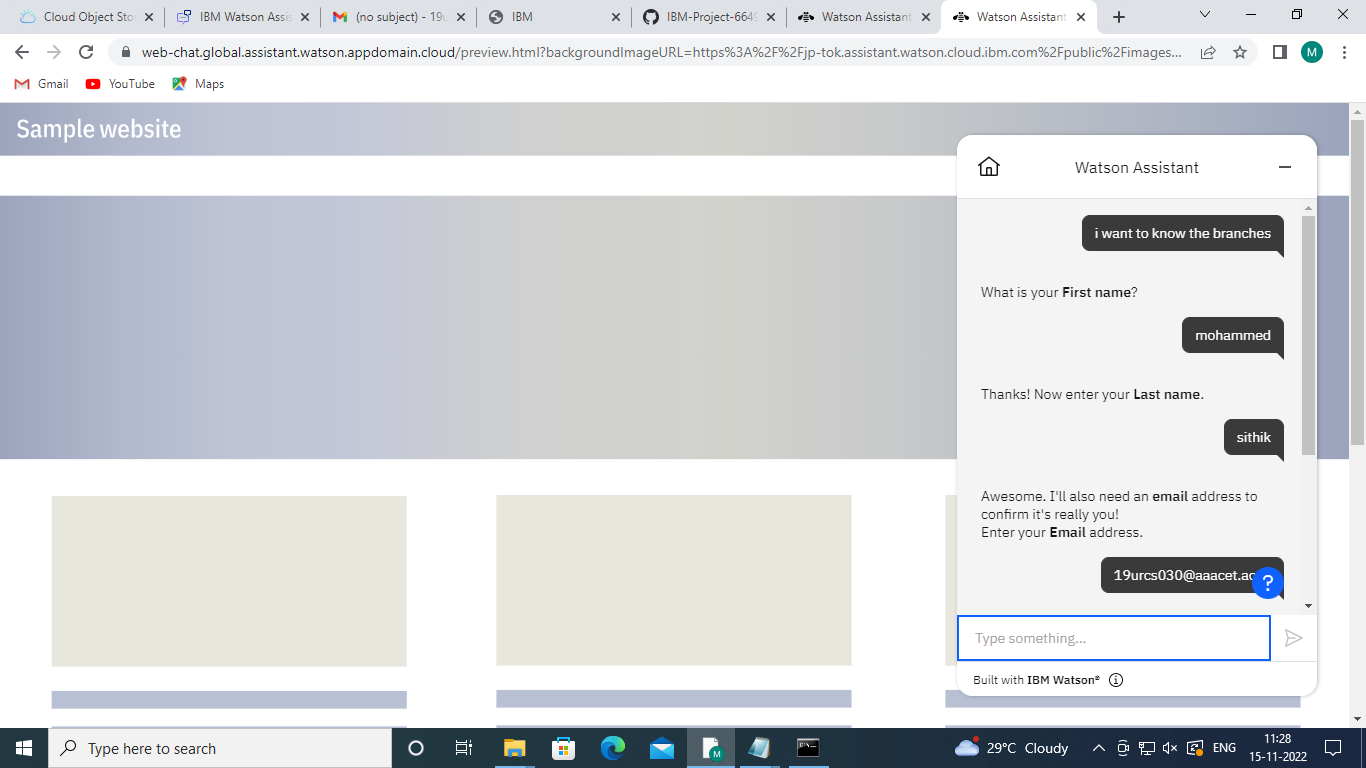 Cloud Object Sto
IBM Watson Assis
(no subject) - 19u
IBM
IBM-Project-6649
Watson Assistant
Watson Assistant
web-chat.global.assistant.watson.appdomain.cloud/preview.html?backgroundImageURL=https%3A%2F%2Fjp-tok.assistant.watson.cloud.ibm.com%2Fpublic%2Fimages...
M
Gmail
YouTube
Maps
Sample website
Watson Assistant
i want to know the branches
What is your First name?
mohammed
Thanks! Now enter your Last name.
sithik
Awesome. I'll also need an email address to
confirm it's really you!
Enter your Email address.
19urcs030@aaacet.ac
?
Type something...
Built with IBM Watson®
Type here to search
M
29°C Cloudy
ENG
11:28
15-11-2022